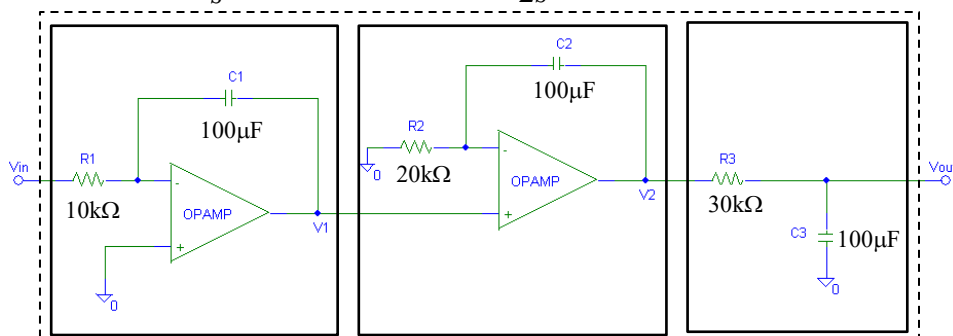 C1
100µF
R1
Vin
10kΩ
-
OPAMP
+
0
V1
C2
100µF
R2
0
20kΩ
-
OPAMP
+
V2
R3
30kΩ
Vou
C3
100µF
0